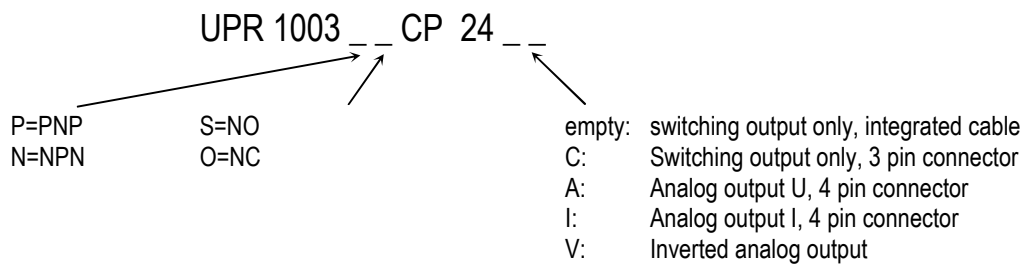 UPR 1003 _ _ CP 24 _ _
P=PNP S=NO empty: switching output only, integrated cable
N=NPN O=NC C: Switching output only, 3 pin connector
A: Analog output U, 4 pin connector
I: Analog output I, 4 pin connector
V: Inverted analog output